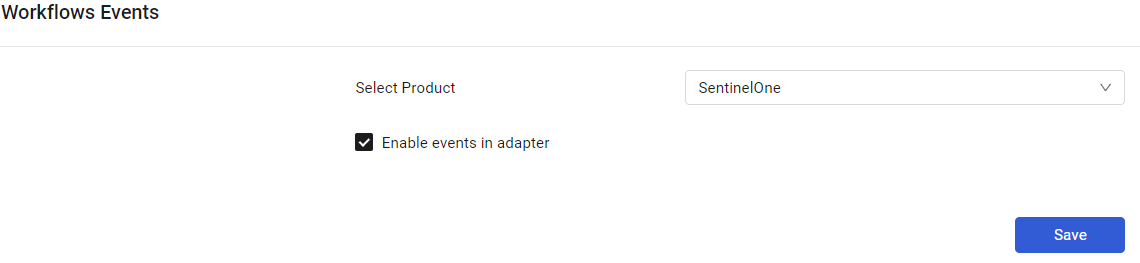 Workflows Events
Select Product
SentinelOne
Enable events in adapter
Save